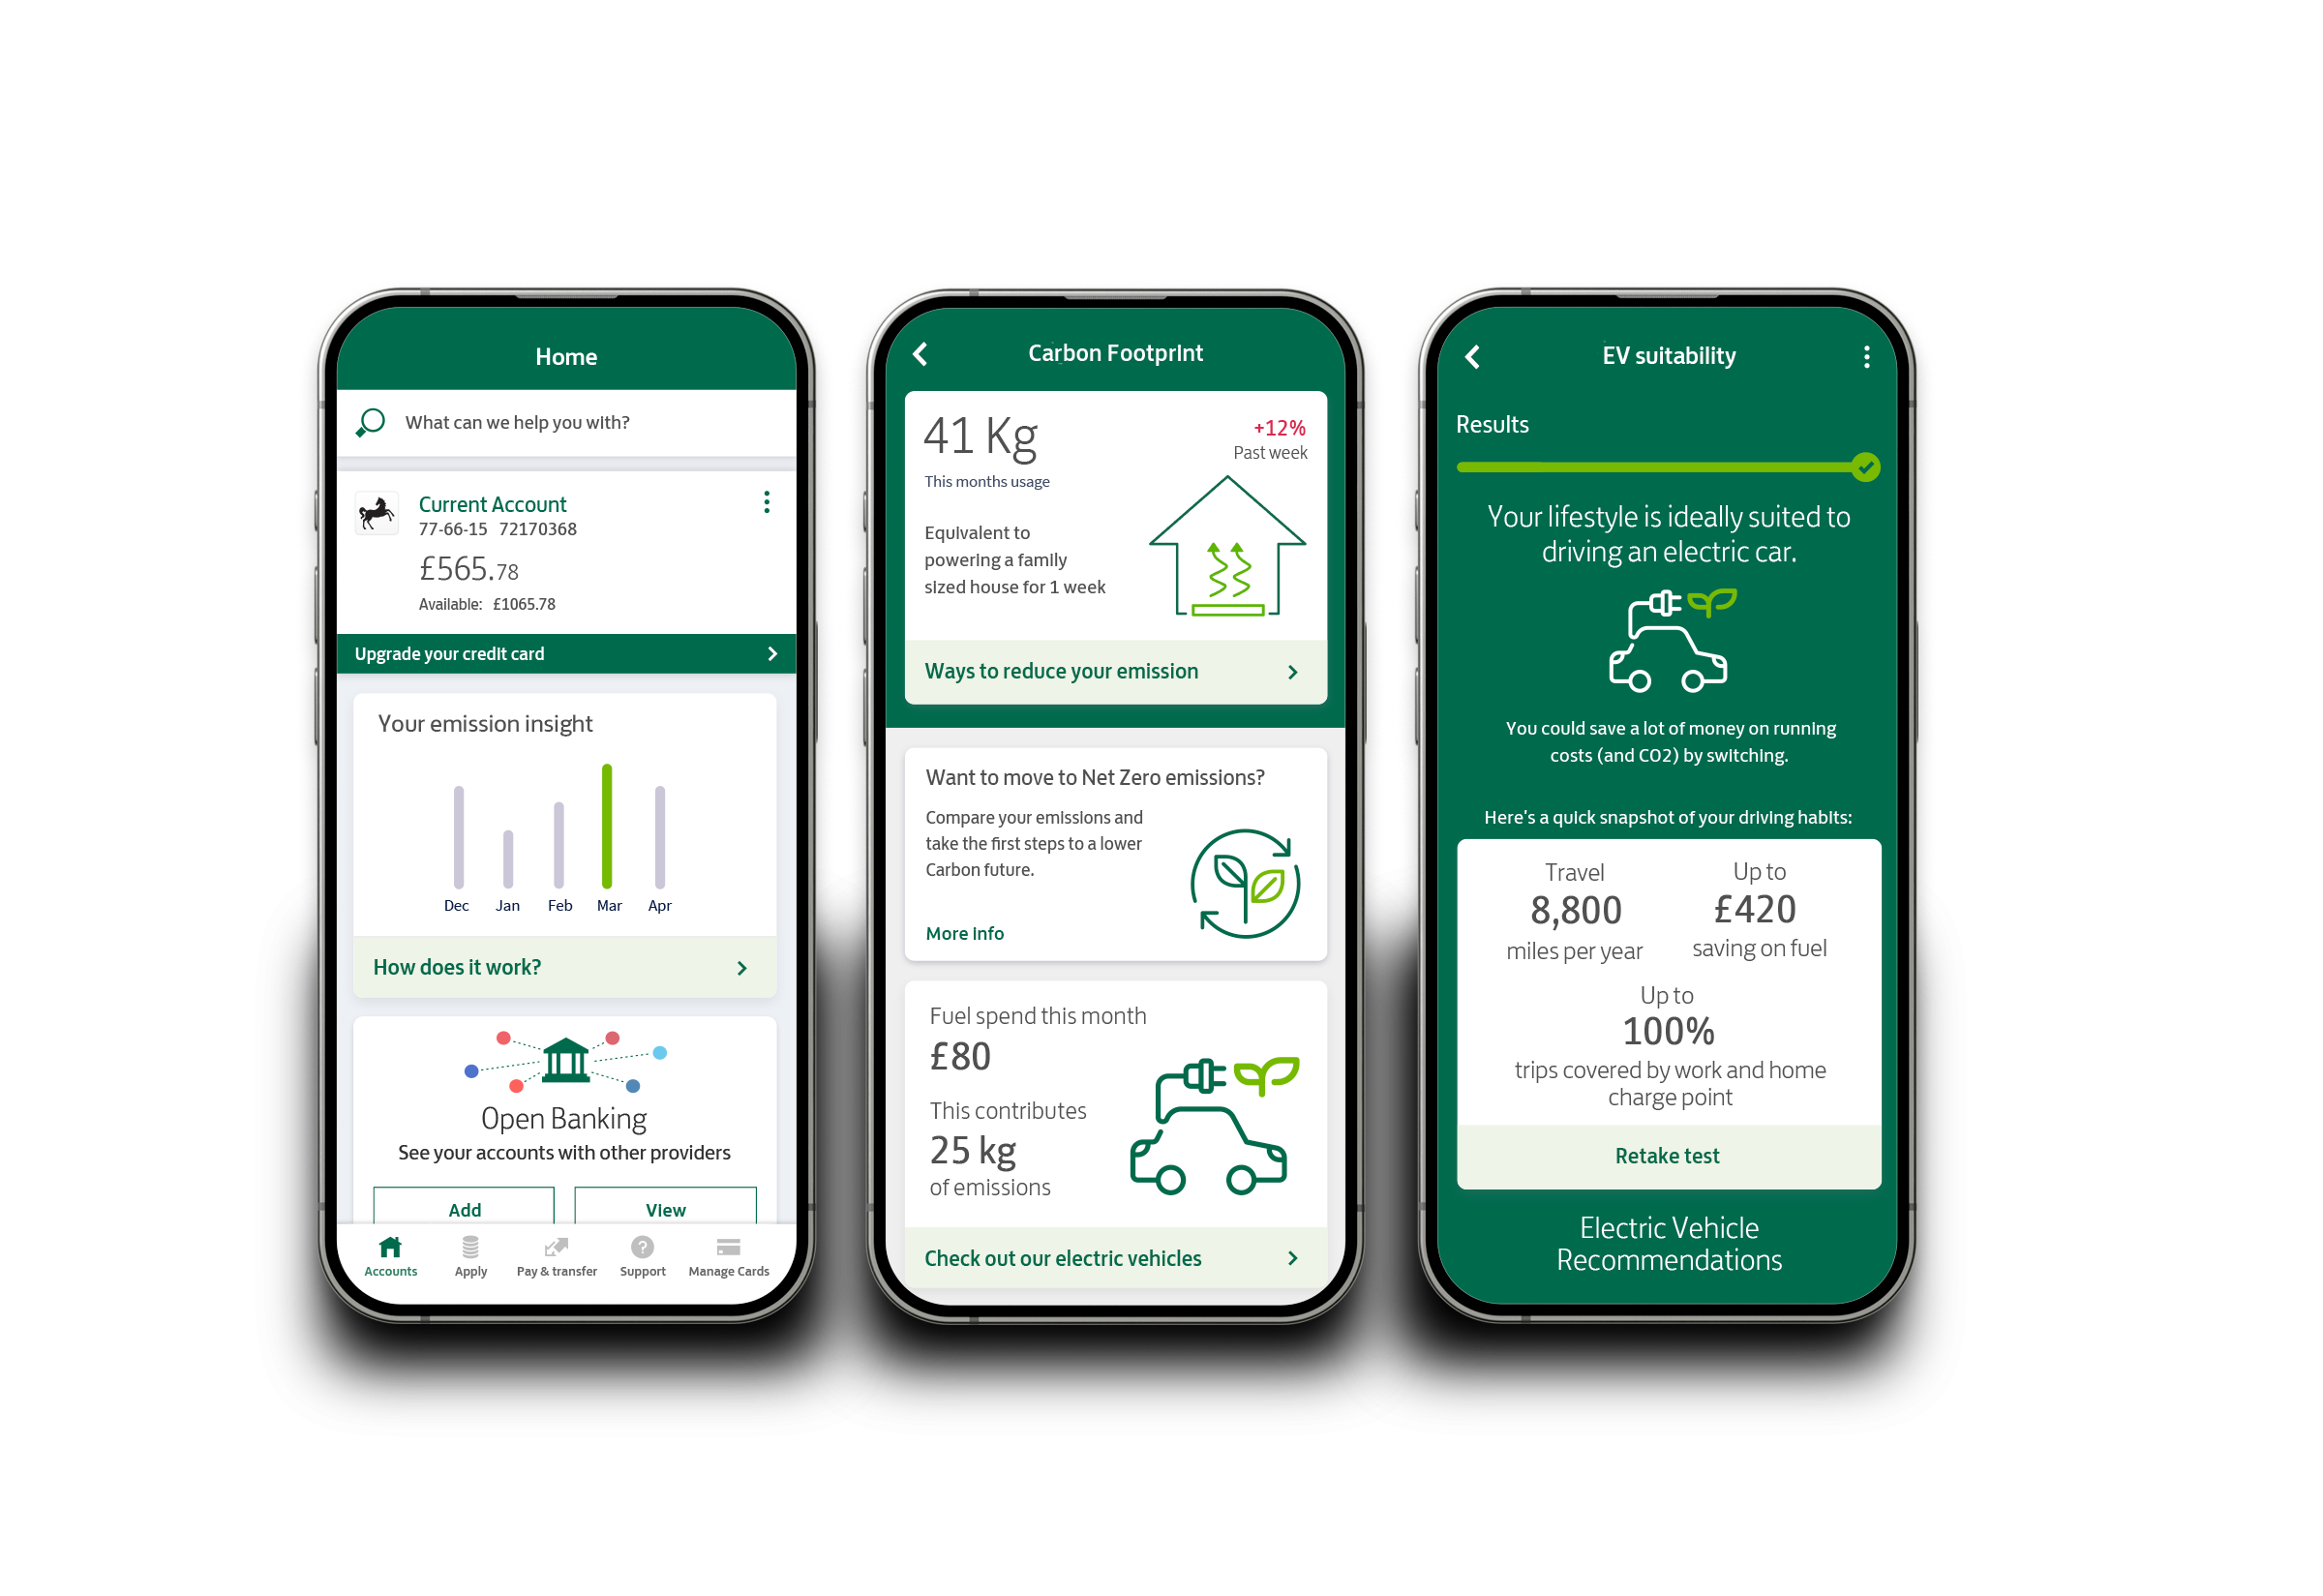 Home
What can we help you with?
Current Account
77-66-15 72170368
£565.78
Available: £1065.78
Upgrade your credit card
Your emission insight
Dec Jan Feb Mar Apr
How does it work?
Open Banking
See your accounts with other providers
Add View
Accounts Apply Pay & transfer Support Manage Cards
Carbon Footprint
41 Kg
+12%
Past week
This months usage
Equivalent to
powering a family
sized house for 1 week
Ways to reduce your emission
Want to move to Net Zero emissions?
Compare your emissions and
take the first steps to a lower
Carbon future.
More info
Fuel spend this month
£80
This contributes
25 kg
of emissions
Check out our electric vehicles
EV suitability
Results
Your lifestyle is ideally suited to
driving an electric car.
You could save a lot of money on running
costs (and CO2) by switching.
Here's a quick snapshot of your driving habits:
Travel
8,800
miles per year
Up to
£420
saving on fuel
Up to
100%
trips covered by work and home
charge point
Retake test
Electric Vehicle
Recommendations